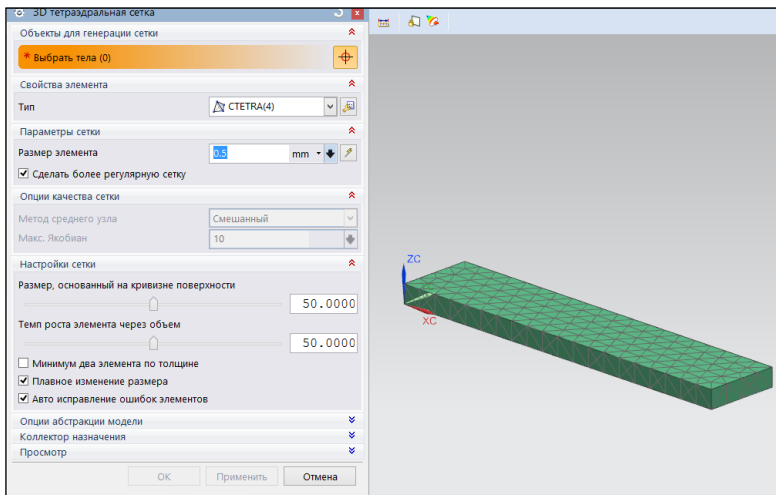 3D тетраэдральная сетка
Объекты для генерации сетки
* Выбрать тела (0)
Свойства элемента
Тип CTETRA(4)
Параметры сетки
Размер элемента 0.5 mm
Сделать более регулярную сетку
Опции качества сетки
Метод среднего узла Смешанный
Макс. Якобиан 10
Настройки сетки
Размер, основанный на кривизне поверхности
50.0000
Темп роста элемента через объем
50.0000
Минимум два элемента по толщине
Плавное изменение размера
Авто исправление ошибок элементов
Опции абстракции модели
Коллектор назначения
Просмотр
ОК Применить Отмена
ZC
XC